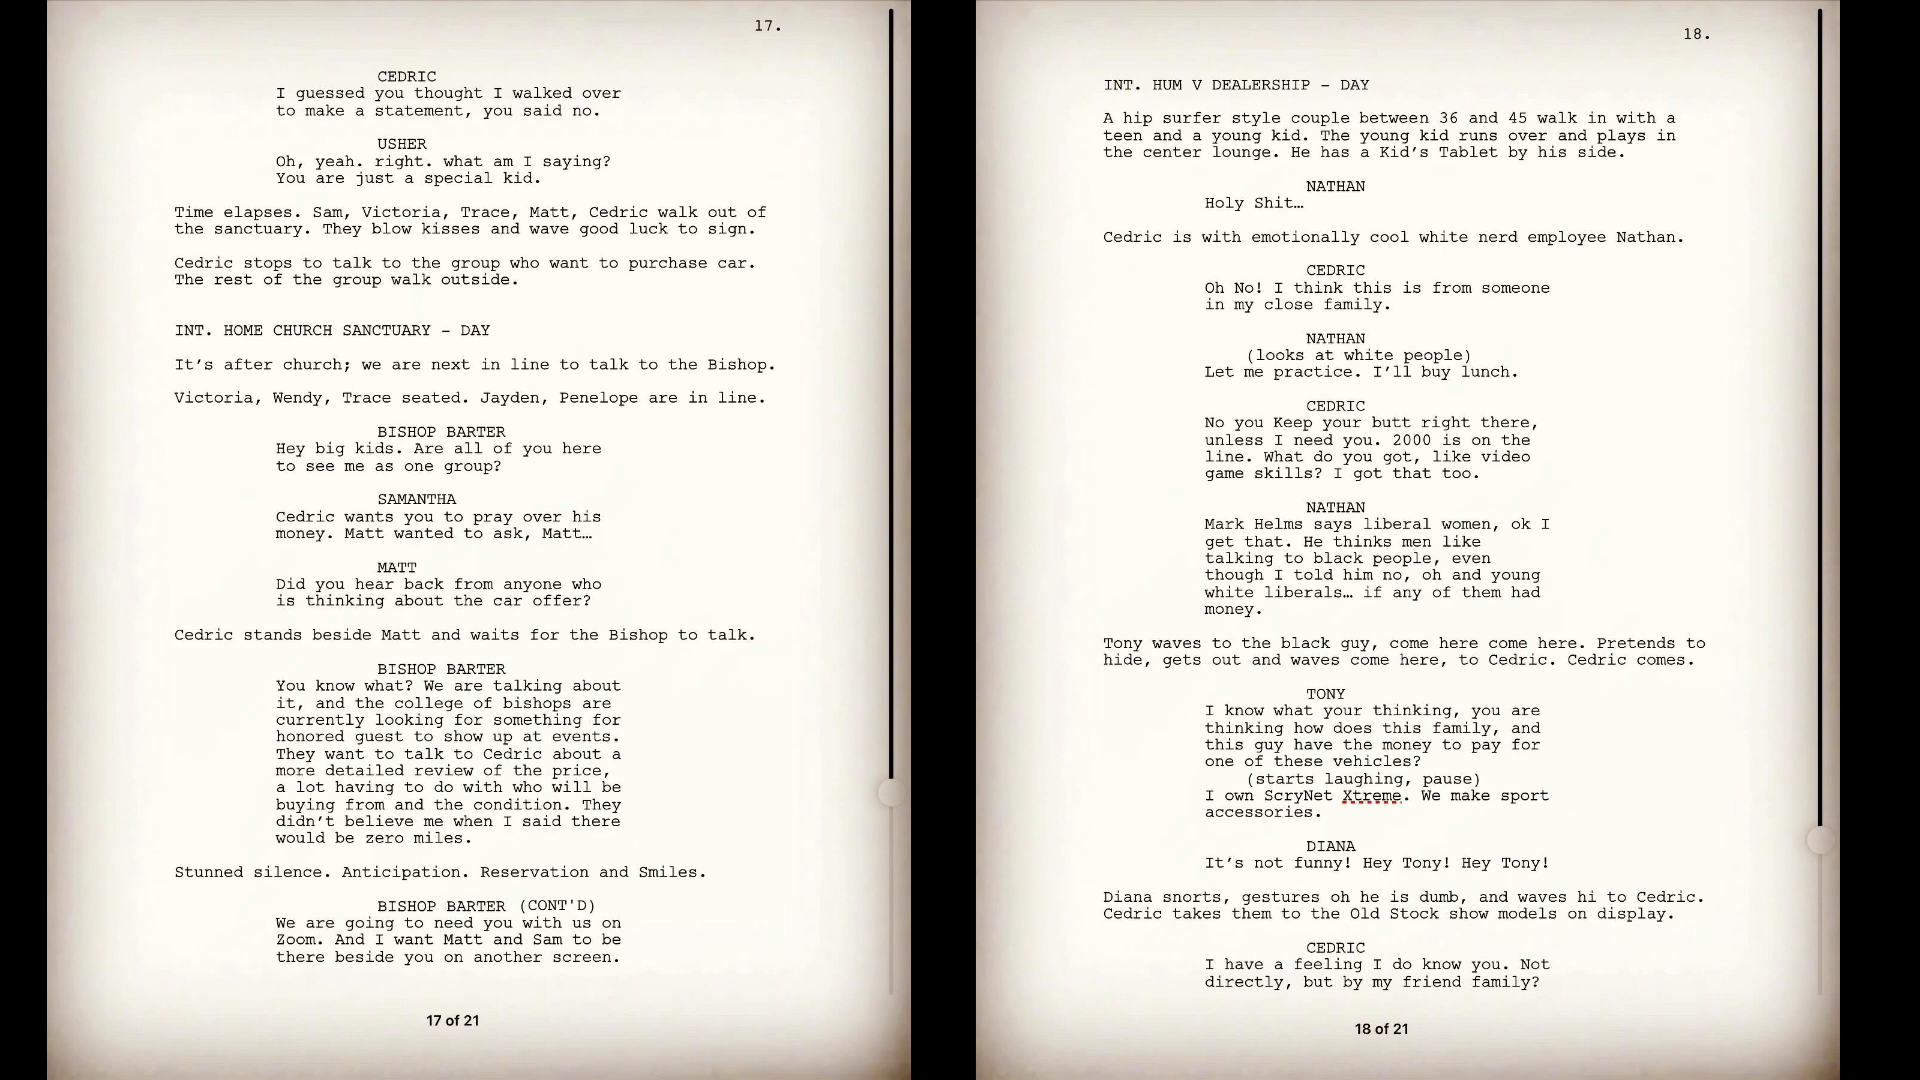 17.
CEDRIC
I guessed you thought I walked over
to make a statement, you said no.
USHER
Oh, yeah. right. what am I saying?
You are just a special kid.
Time elapses. Sam, Victoria, Trace, Matt, Cedric walk out of
the sanctuary. They blow kisses and wave good luck to sign.
Cedric stops to talk to the group who want to purchase car.
The rest of the group walk outside.
INT. HOME CHURCH SANCTUARY – DAY
It's after church; we are next in line to talk to the Bishop.
Victoria, Wendy, Trace seated. Jayden, Penelope are in line.
BISHOP BARTER
Hey big kids. Are all of you here
to see me as one group?
SAMANTHA
Cedric wants you to pray over his
money. Matt wanted to ask, Matt…
MATT
Did you hear back from anyone who
is thinking about the car offer?
Cedric stands beside Matt and waits for the Bishop to talk.
BISHOP BARTER
You know what? We are talking about
it, and the college of bishops are
currently looking for something for
honored guest to show up at events.
They want to talk to Cedric about a
more detailed review of the price,
a lot having to do with who will be
buying from and the condition. They
didn't believe me when I said there
would be zero miles.
Stunned silence. Anticipation. Reservation and Smiles.
BISHOP BARTER (CONT'D)
We are going to need you with us on
Zoom. And I want Matt and Sam to be
there beside you on another screen.
17 of 21
18.
INT. HUM V DEALERSHIP – DAY
A hip surfer style couple between 36 and 45 walk in with a
teen and a young kid. The young kid runs over and plays in
the center lounge. He has a Kid's Tablet by his side.
NATHAN
Holy Shit…
Cedric is with emotionally cool white nerd employee Nathan.
CEDRIC
Oh No! I think this is from someone
in my close family.
NATHAN
(looks at white people)
Let me practice. I'll buy lunch.
CEDRIC
No you Keep your butt right there,
unless I need you. 2000 is on the
line. What do you got, like video
game skills? I got that too.
NATHAN
Mark Helms says liberal women, ok I
get that. He thinks men like
talking to black people, even
though I told him no, oh and young
white liberals… if any of them had
money.
Tony waves to the black guy, come here come here. Pretends to
hide, gets out and waves come here, to Cedric. Cedric comes.
TONY
I know what your thinking, you are
thinking how does this family, and
this guy have the money to pay for
one of these vehicles?
(starts laughing, pause)
I own ScryNet Xtreme. We make sport
accessories.
DIANA
It's not funny! Hey Tony! Hey Tony!
Diana snorts, gestures oh he is dumb, and waves hi to Cedric.
Cedric takes them to the Old Stock show models on display.
CEDRIC
I have a feeling I do know you. Not
directly, but by my friend family?
18 of 21